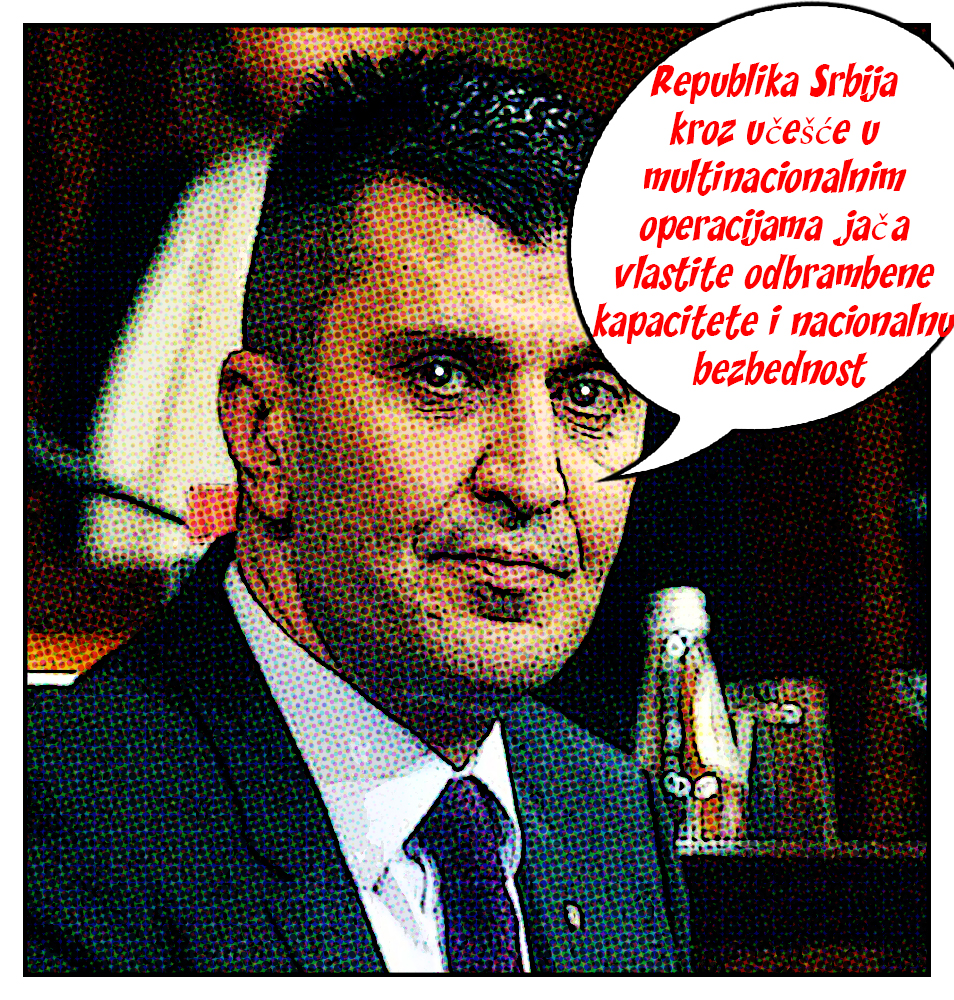 Republika Srbija
kroz učešće u
multinacionalnim
operacijama jača
vlastite odbrambene
kapacitete i nacionalnu
bezbednost